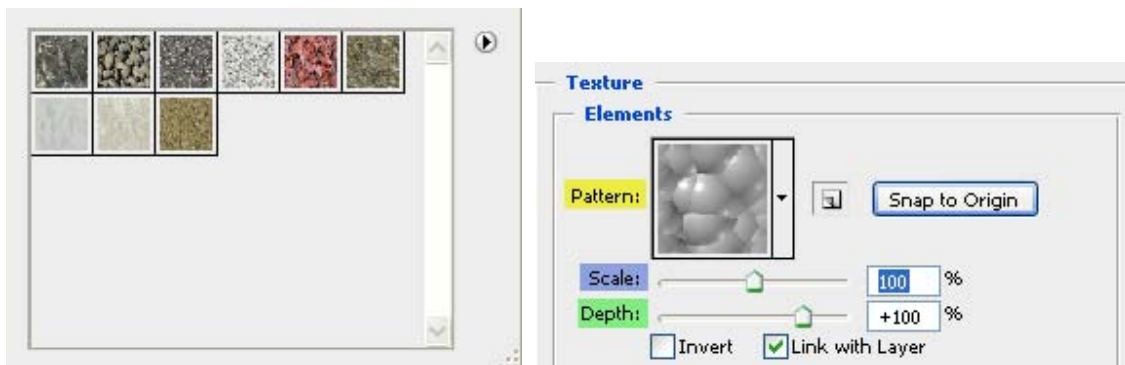 Texture
Elements
Pattern:
Snap to Origin
Scale: 100 %
Depth: +100 %
Invert Link with Layer